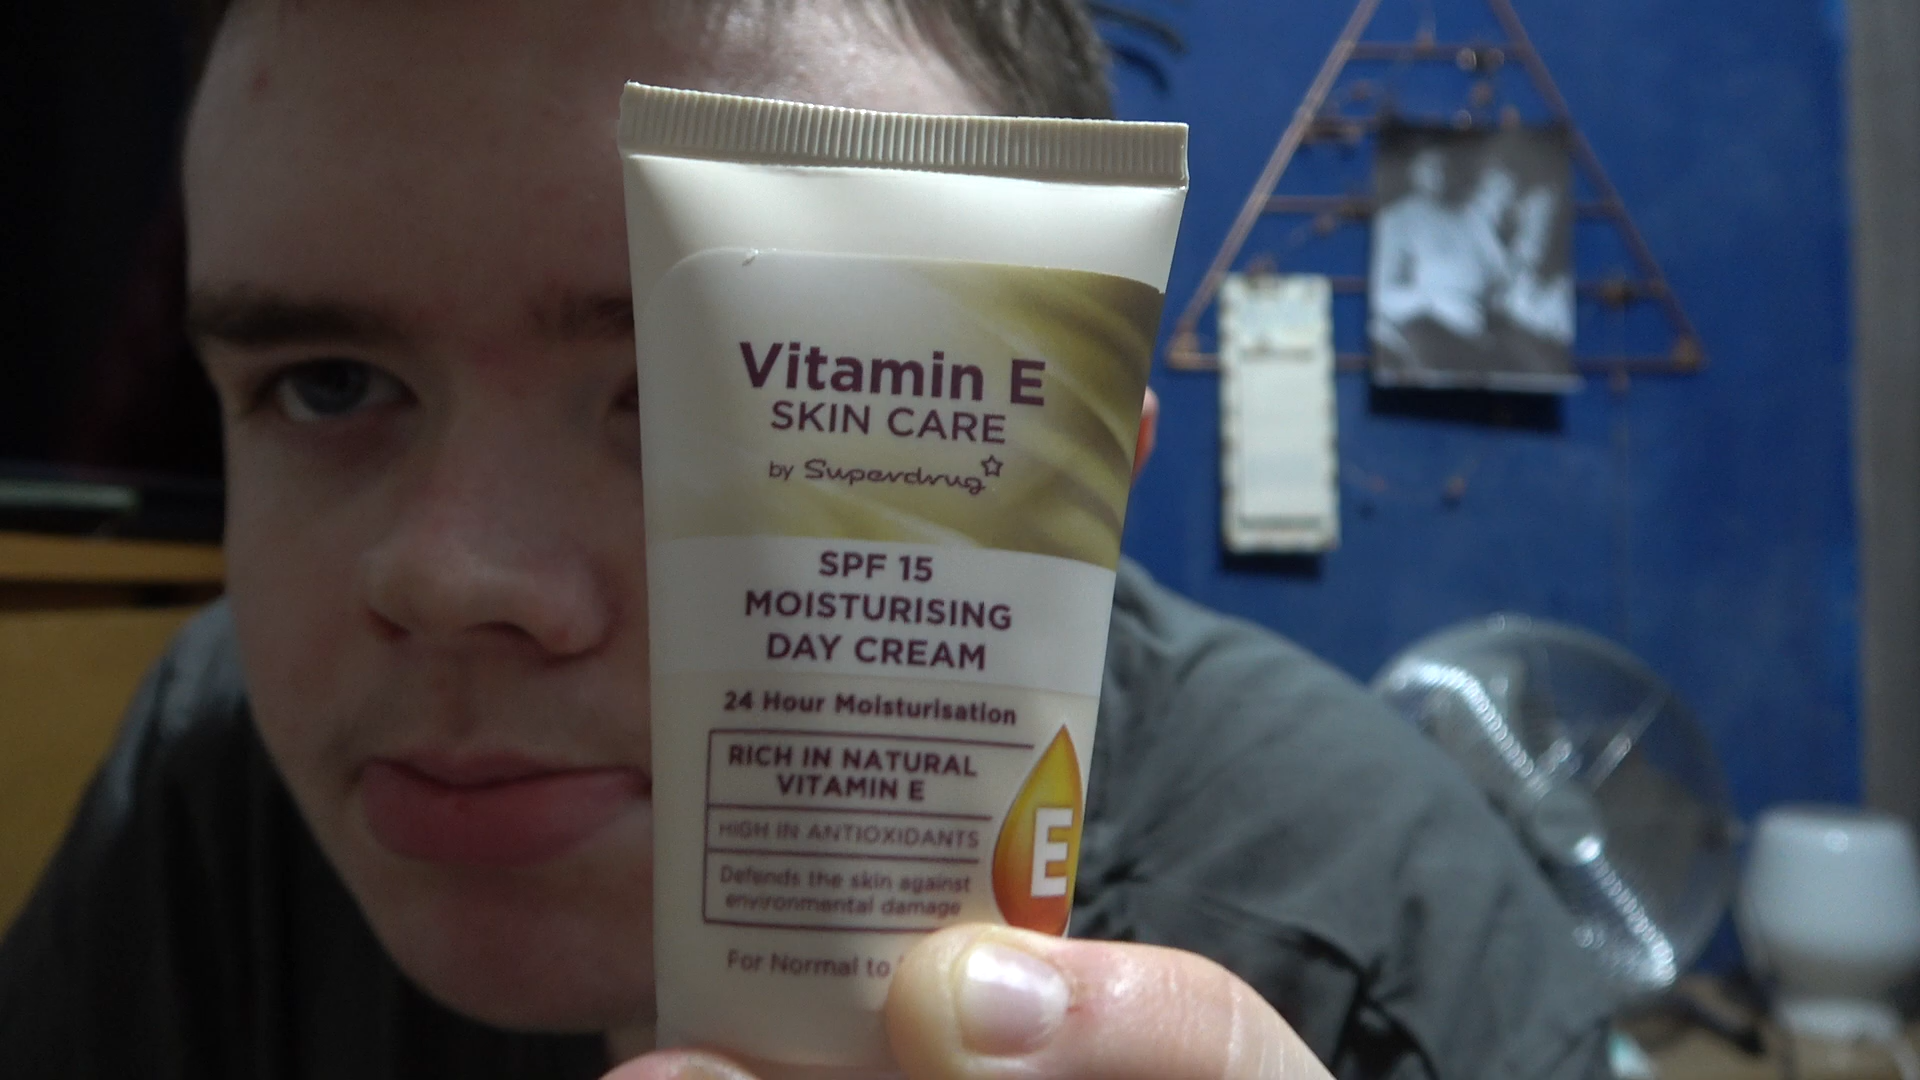 Vitamin E
SKIN CARE
by Superdrug
SPF 15
MOISTURISING
DAY CREAM
24 Hour Moisturisation
RICH IN NATURAL
VITAMIN E
HIGH IN ANTIOXIDANTS
Defends the skin against
environmental damage
E
For Normal to